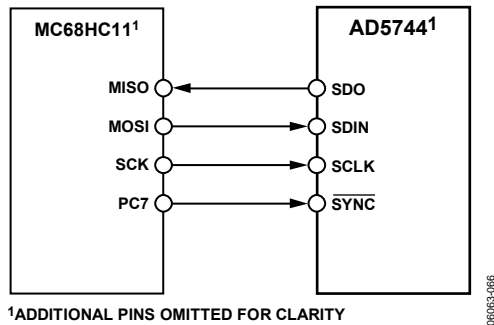 MC68HC11¹
AD5744¹
MISO
SDO
MOSI
SDIN
SCK
SCLK
PC7
SYNC
¹ADDITIONAL PINS OMITTED FOR CLARITY
06063-066